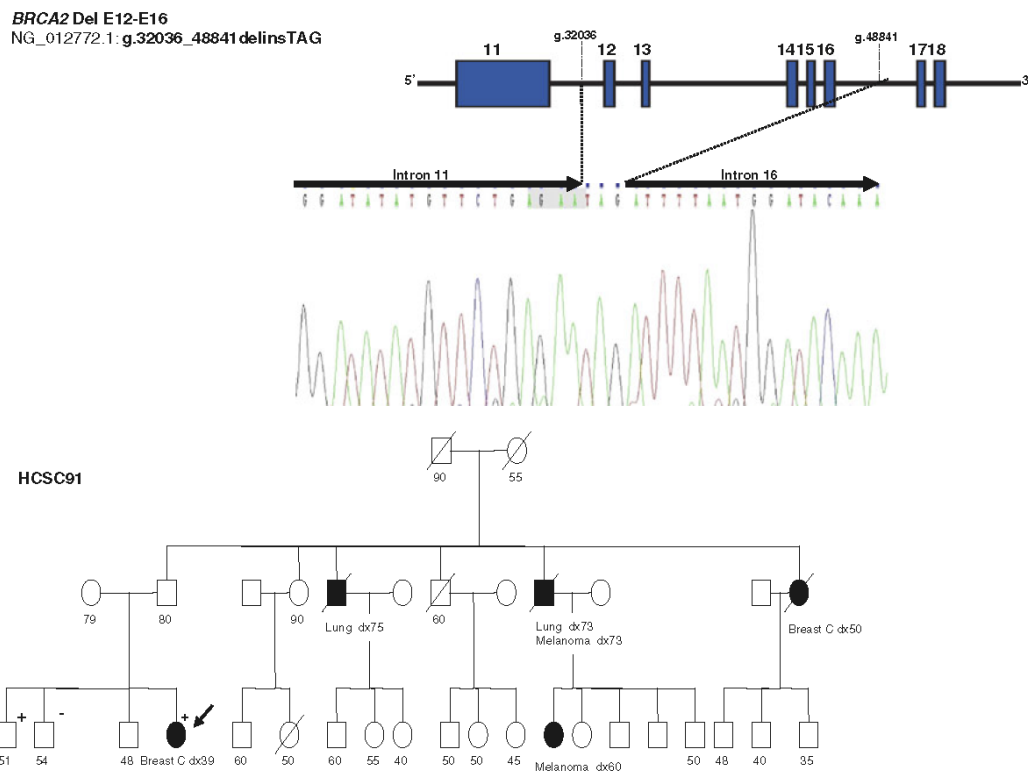 BRCA2 Del E12-E16
NG_012772.1: g.32036_48841delinsTAG
g.32036 g.48841
11 12 13 14 15 16 17 18
5' 3
Intron 11 Intron 16
G G A T A T A T G T T C T G A G A A T A G A T T T T A A T G G A T A C A A A
HCSC91
90 55
79 80 90 60
Lung dx75 Lung dx73
Melanoma dx73
Breast C dx50
+ - +
51 54 48 Breast C dx39 60 50 60 55 40 50 50 45 Melanoma dx60 50 48 40 35